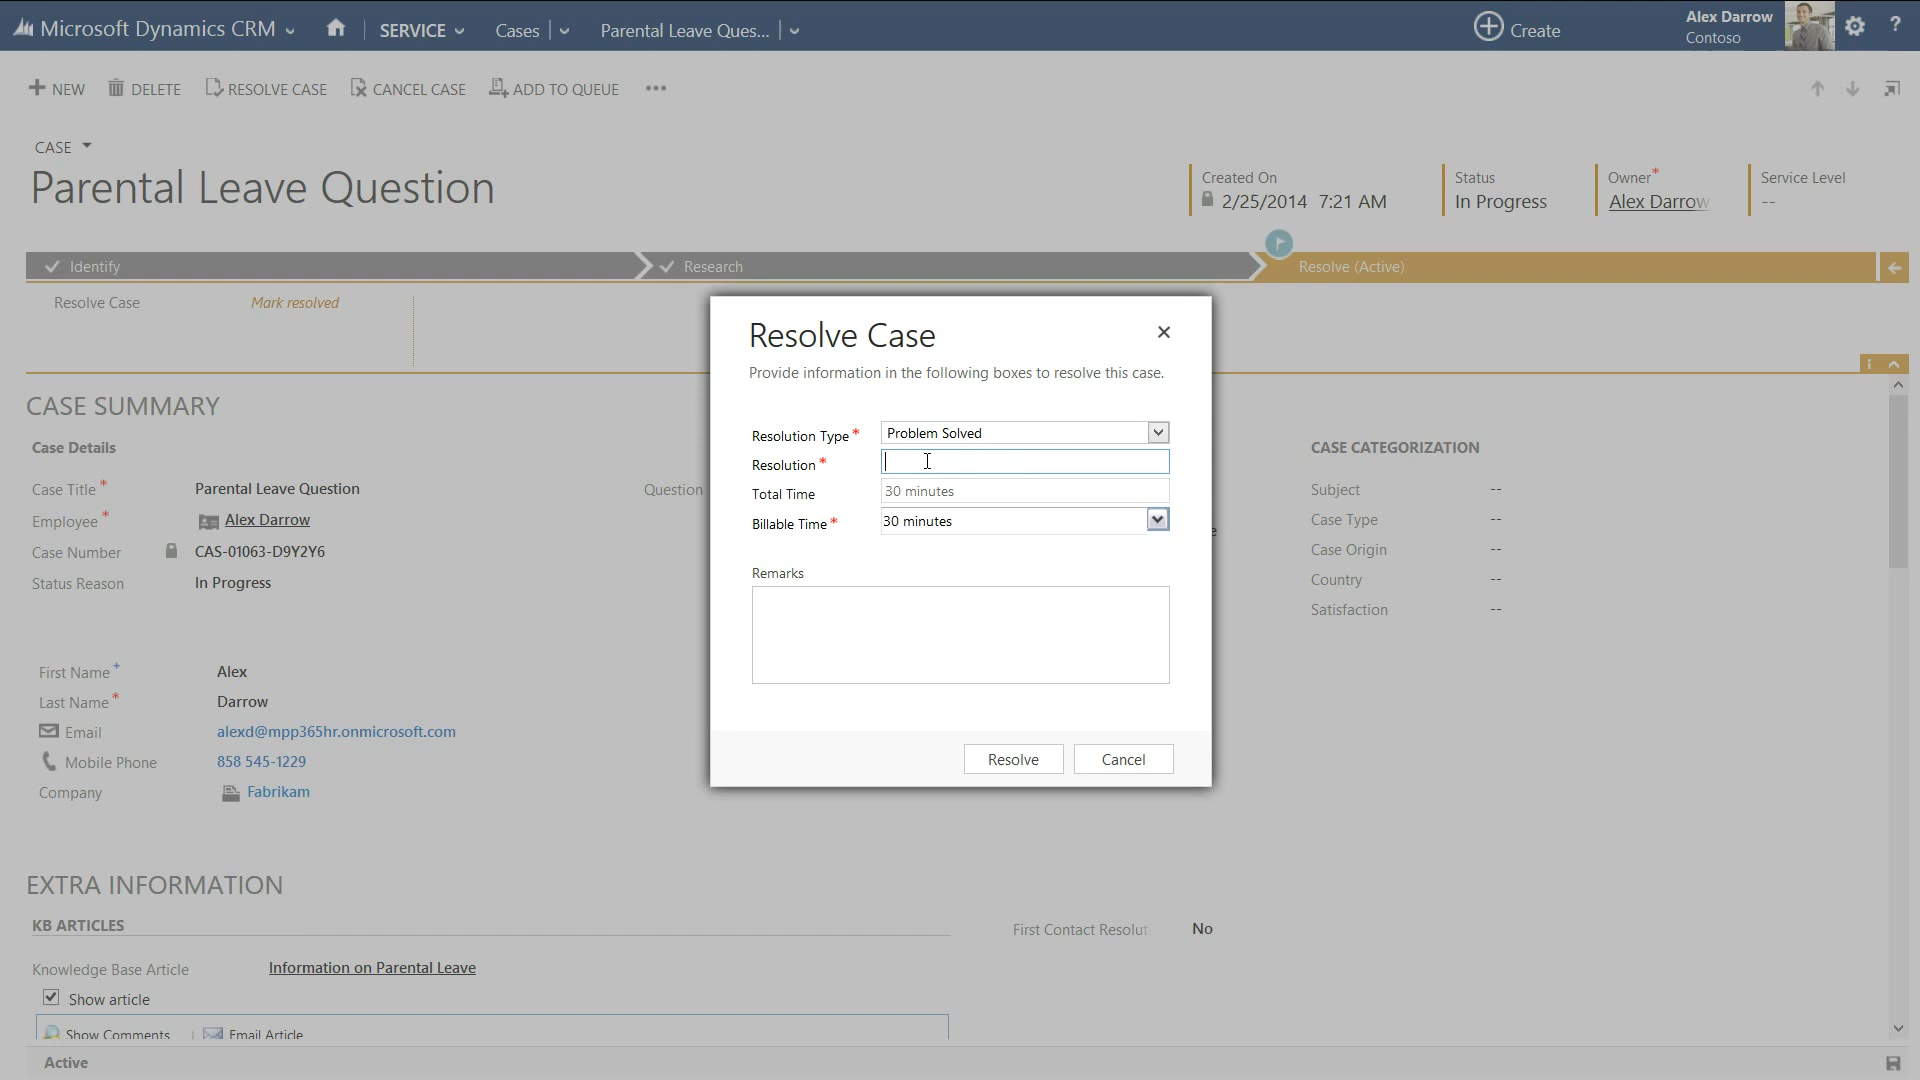 Microsoft Dynamics CRM
SERVICE
Cases
Parental Leave Ques...
Create
Alex Darrow
Contoso
?
NEW
DELETE
RESOLVE CASE
CANCEL CASE
ADD TO QUEUE
•••
CASE
Parental Leave Question
Created On
2/25/2014 7:21 AM
Status
In Progress
Owner*
Alex Darrow
Service Level
--
Identify
Research
Resolve (Active)
Resolve Case
Mark resolved
Resolve Case
Provide information in the following boxes to resolve this case.
Resolution Type* Problem Solved
Resolution*
Total Time 30 minutes
Billable Time* 30 minutes
Remarks
Resolve
Cancel
CASE SUMMARY
Case Details
Case Title* Parental Leave Question
Employee* Alex Darrow
Case Number CAS-01063-D9Y2Y6
Status Reason In Progress
Question
CASE CATEGORIZATION
Subject --
Case Type --
Case Origin --
Country --
Satisfaction --
First Name+ Alex
Last Name* Darrow
Email alexd@mpp365hr.onmicrosoft.com
Mobile Phone 858 545-1229
Company Fabrikam
EXTRA INFORMATION
KB ARTICLES
Knowledge Base Article Information on Parental Leave
Show article
Show Comments | Email Article
First Contact Resolut No
Active